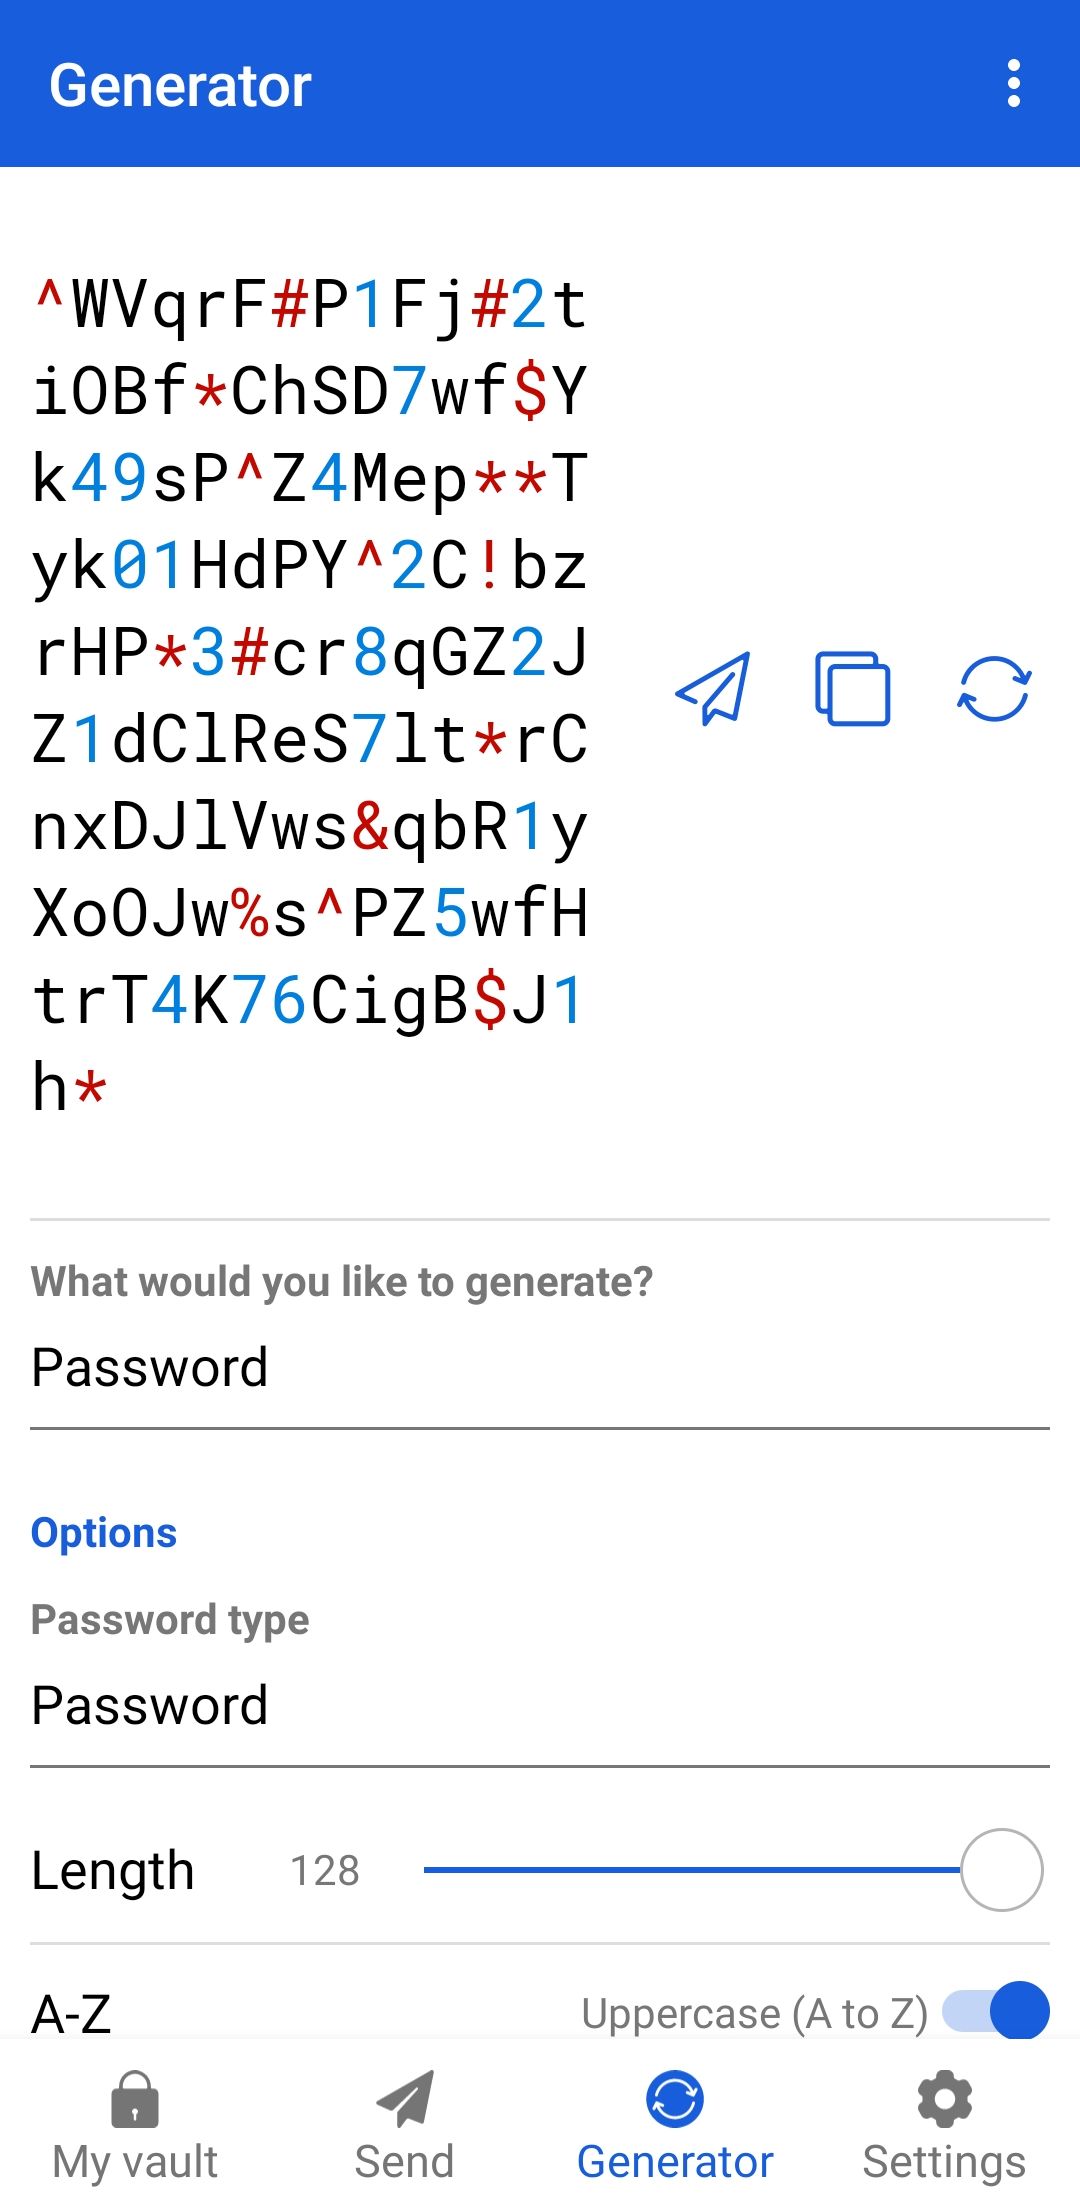 Generator
^WVqrF#P1Fj#2t
iOBf*ChSD7wf$Y
k49sP^Z4Mep**T
yk01HdPY^2C!bz
rHP*3#cr8qGZ2J
Z1dClReS7lt*rC
nxDJlVws&qbR1y
XoOJw%s^PZ5wfH
trT4K76CigB$J1
h*
What would you like to generate?
Password
Options
Password type
Password
Length 128
A-Z Uppercase (A to Z)
My vault Send Generator Settings